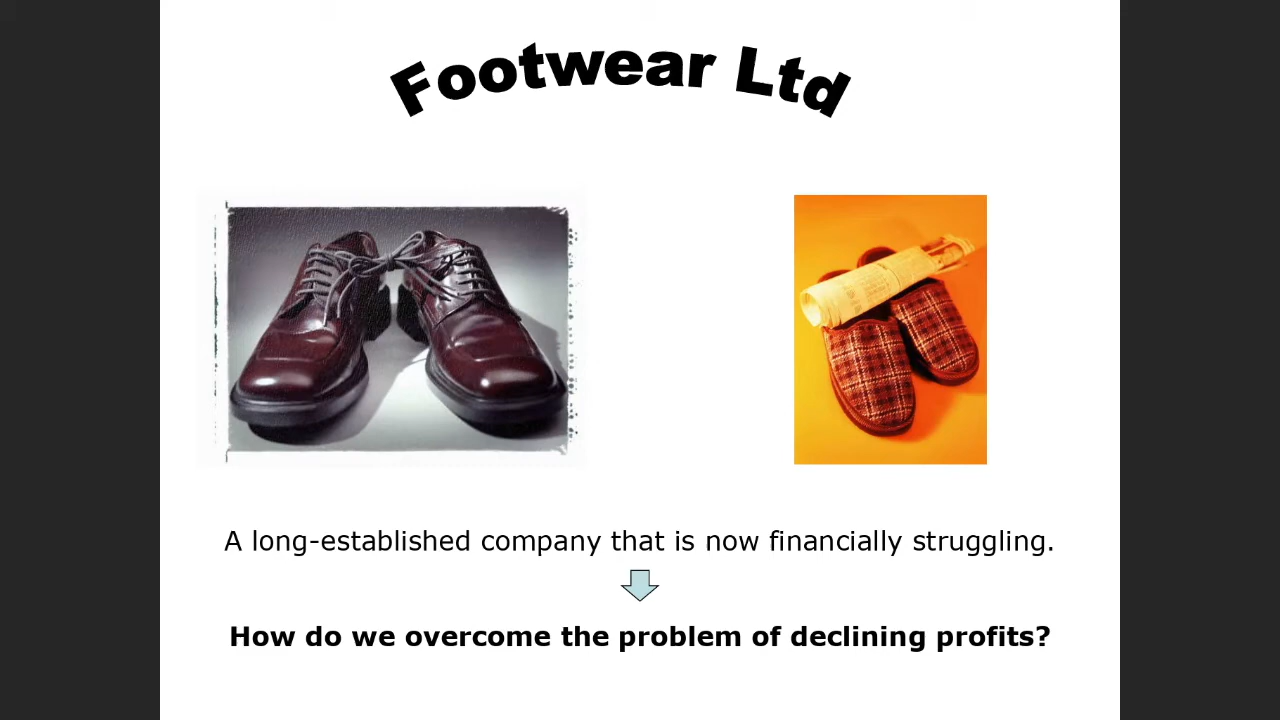 Footwear Ltd
A long-established company that is now financially struggling.
How do we overcome the problem of declining profits?